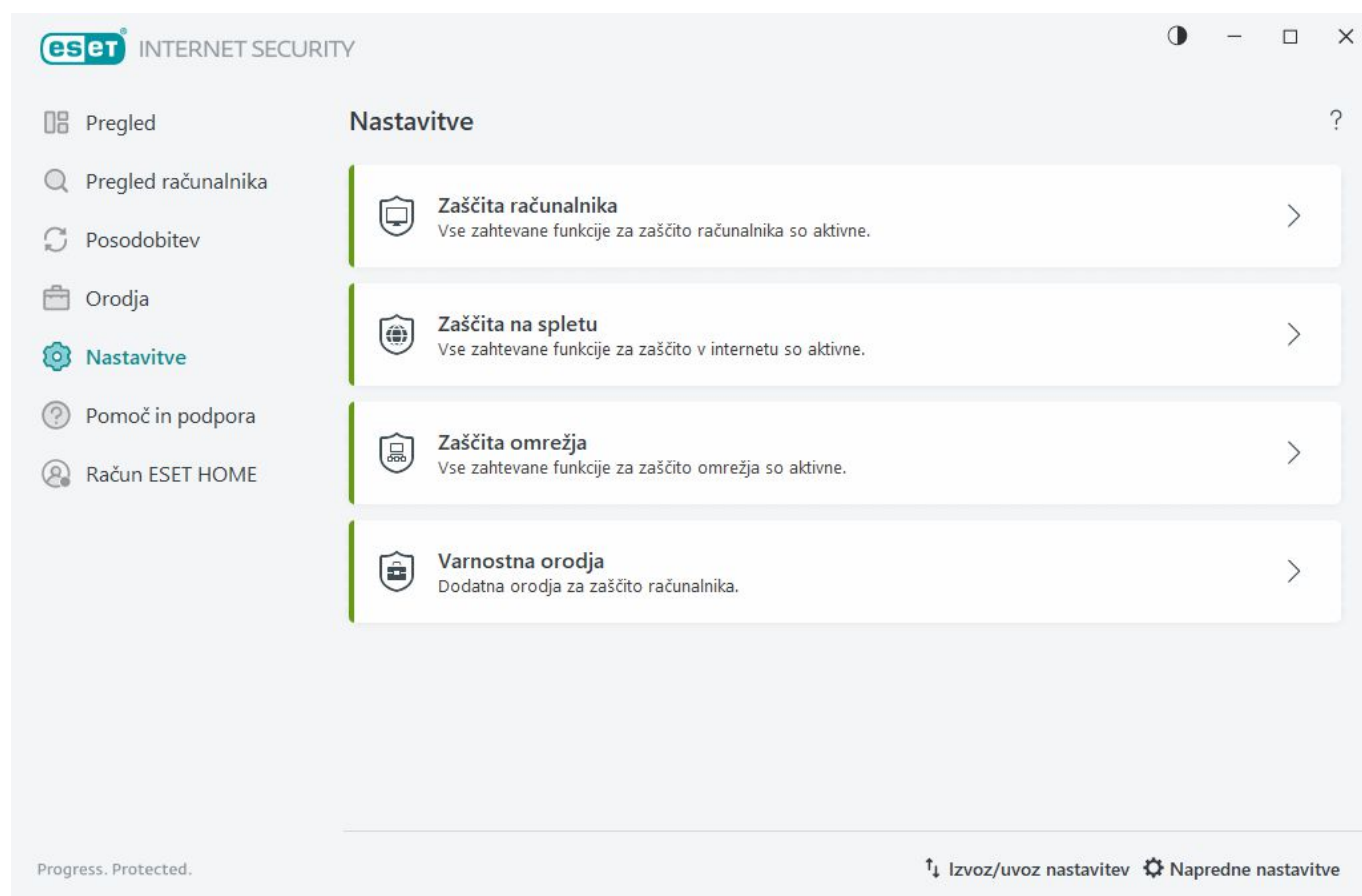 eset® INTERNET SECURITY
Pregled
Pregled računalnika
Posodobitev
Orodja
Nastavitve
Pomoč in podpora
Račun ESET HOME
Nastavitve
?
Zaščita računalnika
Vse zahtevane funkcije za zaščito računalnika so aktivne.
Zaščita na spletu
Vse zahtevane funkcije za zaščito v internetu so aktivne.
Zaščita omrežja
Vse zahtevane funkcije za zaščito omrežja so aktivne.
Varnostna orodja
Dodatna orodja za zaščito računalnika.
Progress. Protected.
Izvoz/uvoz nastavitev Napredne nastavitve